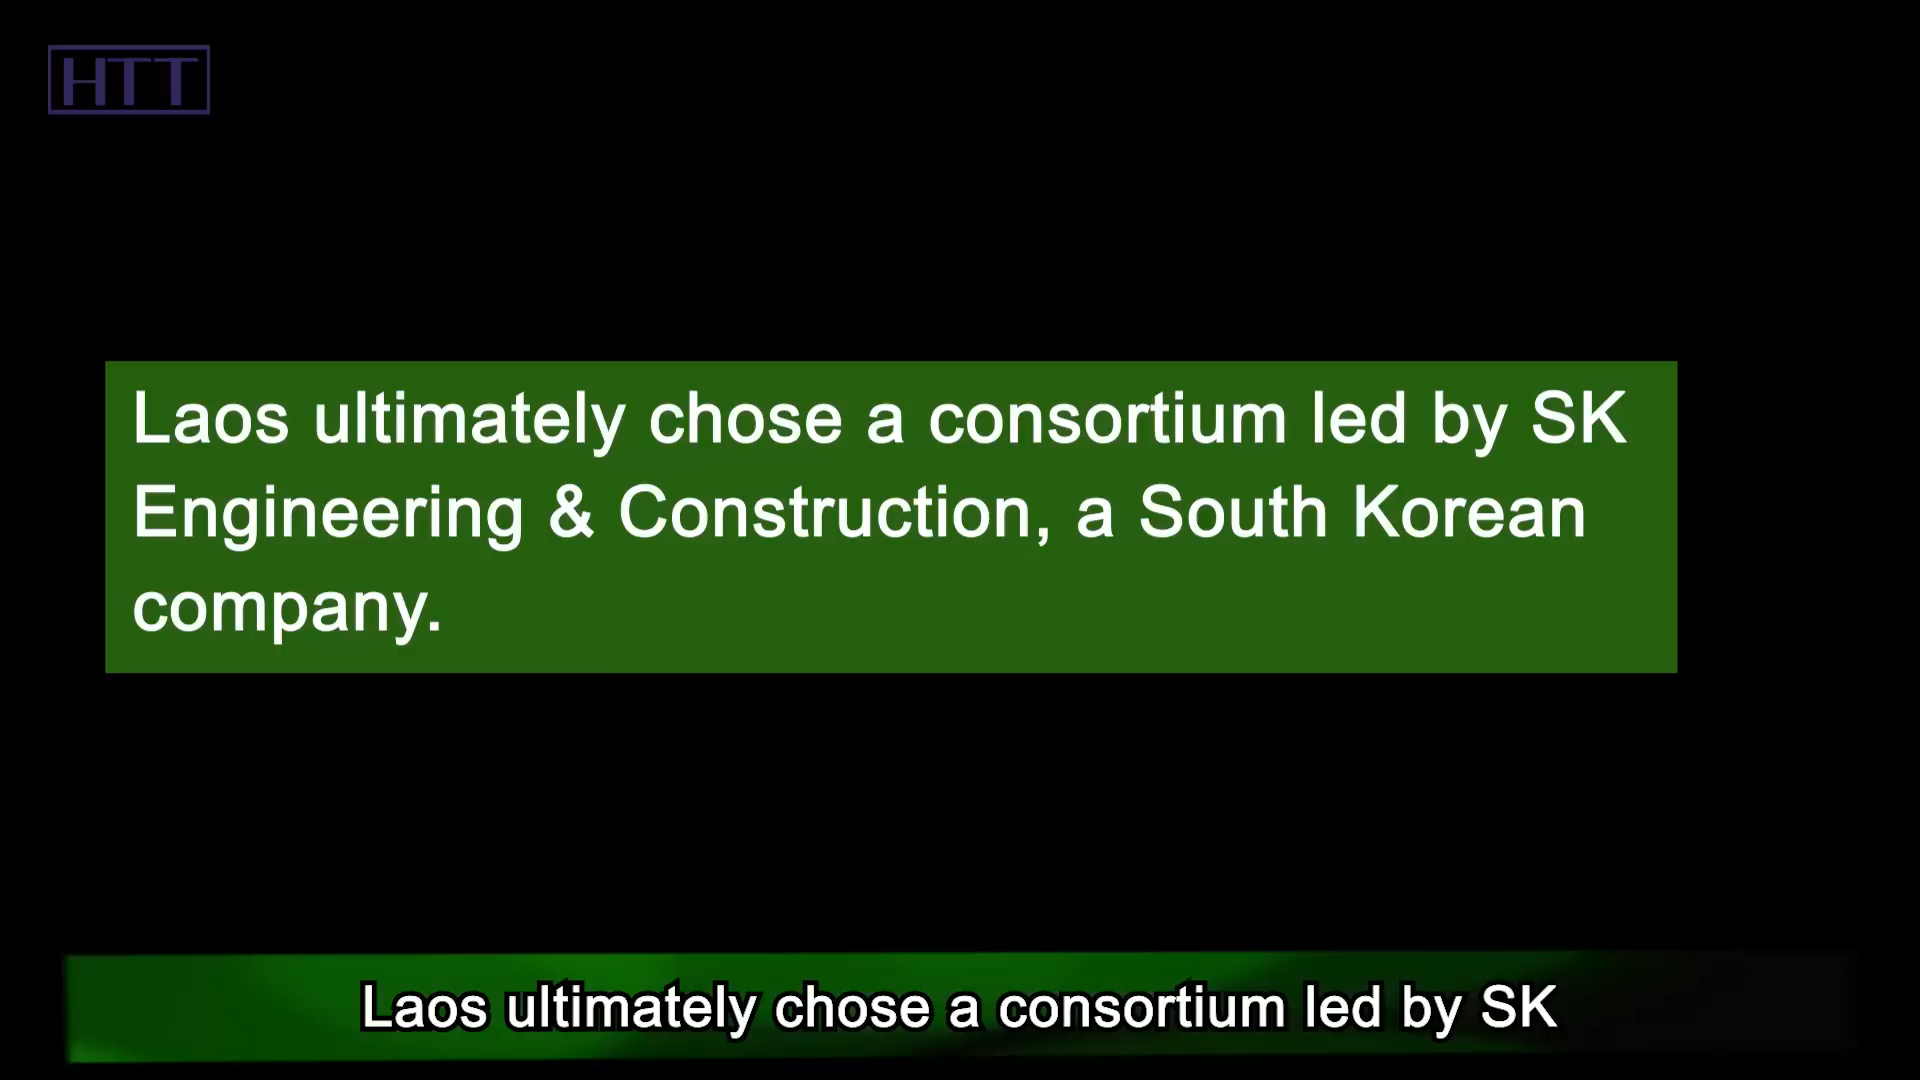 HTT
Laos ultimately chose a consortium led by SK
Engineering & Construction, a South Korean
company.
Laos ultimately chose a consortium led by SK